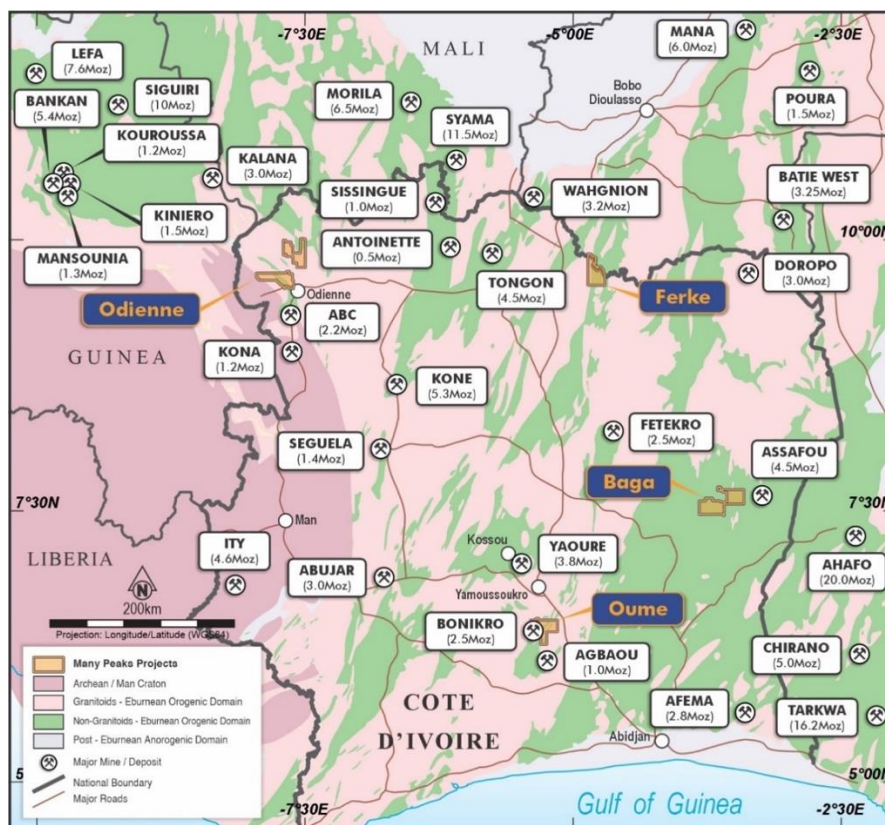 -7°30E
-5°00E
-2°30E
MALI
LEFA
(7.6Moz)
MANA
(6.0Moz)
BANKAN
(5.4Moz)
SIGUIRI
(10Moz)
MORILA
(6.5Moz)
Bobo
Dioulasso
POURA
(1.5Moz)
KOUROUSSA
(1.2Moz)
SYAMA
(11.5Moz)
KALANA
(3.0Moz)
SISSINGUE
(1.0Moz)
WAHGNION
(3.2Moz)
BATIE WEST
(3.25Moz)
KINIERO
(1.5Moz)
MANSOUNIA
(1.3Moz)
ANTOINETTE
(0.5Moz)
10°00N
TONGON
(4.5Moz)
DOROPO
(3.0Moz)
Odienne
Odienne
Ferke
ABC
(2.2Moz)
GUINEA
KONA
(1.2Moz)
KONE
(5.3Moz)
FETEKRO
(2.5Moz)
SEGUELA
(1.4Moz)
ASSAFOU
(4.5Moz)
Baga
7°30N
7°30N
Man
LIBERIA
ITY
(4.6Moz)
Kossou
YAOURE
(3.8Moz)
AHAFO
(20.0Moz)
ABUJAR
(3.0Moz)
Yamoussoukro
N
200km
Projection: Longitude/Latitude (WGS84)
Oume
BONIKRO
(2.5Moz)
AGBAOU
(1.0Moz)
CHIRANO
(5.0Moz)
Many Peaks Projects
Archean / Man Craton
Granitoids - Eburnean Orogenic Domain
Non-Granitoids - Eburnean Orogenic Domain
Post - Eburnean Anorogenic Domain
Major Mine / Deposit
National Boundary
Major Roads
COTE
D'IVOIRE
AFEMA
(2.8Moz)
TARKWA
(16.2Moz)
Abidjan
5
5°00N
Gulf of Guinea
-7°30E
-5°00E
-2°30E